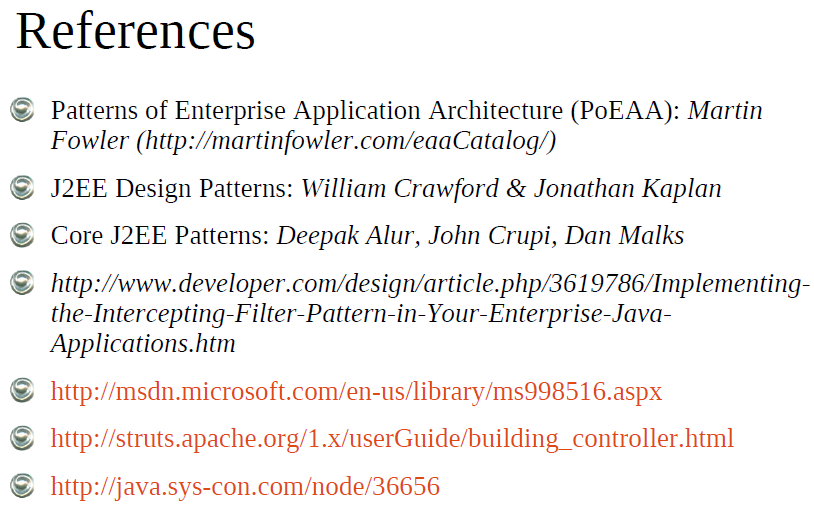 References
Patterns of Enterprise Application Architecture (PoEAA): Martin
Fowler (http://martinfowler.com/eaaCatalog/)
J2EE Design Patterns: William Crawford & Jonathan Kaplan
Core J2EE Patterns: Deepak Alur, John Crupi, Dan Malks
http://www.developer.com/design/article.php/3619786/Implementing-
the-Intercepting-Filter-Pattern-in-Your-Enterprise-Java-
Applications.htm
http://msdn.microsoft.com/en-us/library/ms998516.aspx
http://struts.apache.org/1.x/userGuide/building_controller.html
http://java.sys-con.com/node/36656